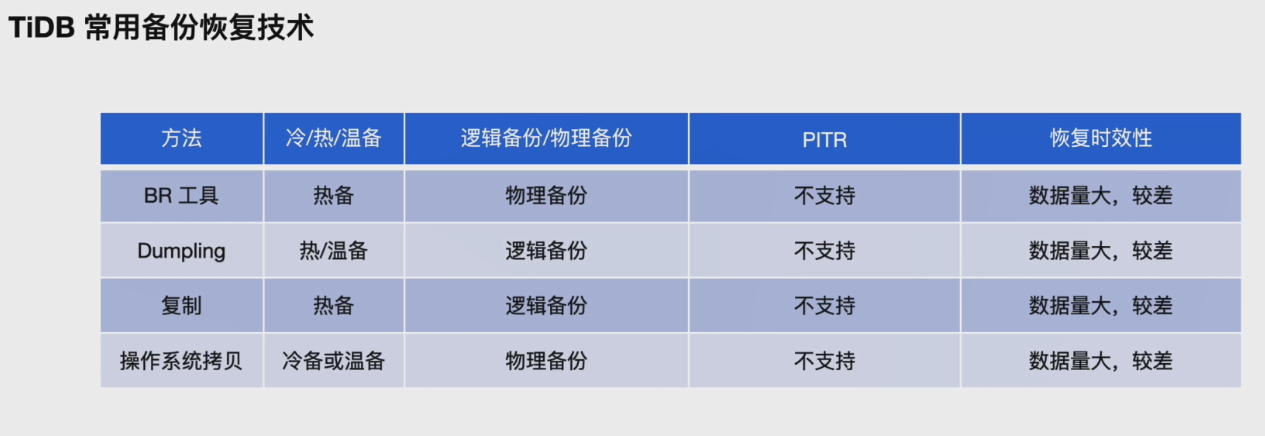 TiDB 常用备份恢复技术
方法 冷/热/温备 逻辑备份/物理备份 PITR 恢复时效性
BR 工具 热备 物理备份 不支持 数据量大，较差
Dumpling 热/温备 逻辑备份 不支持 数据量大，较差
复制 热备 逻辑备份 不支持 数据量大，较差
操作系统拷贝 冷备或温备 物理备份 不支持 数据量大，较差